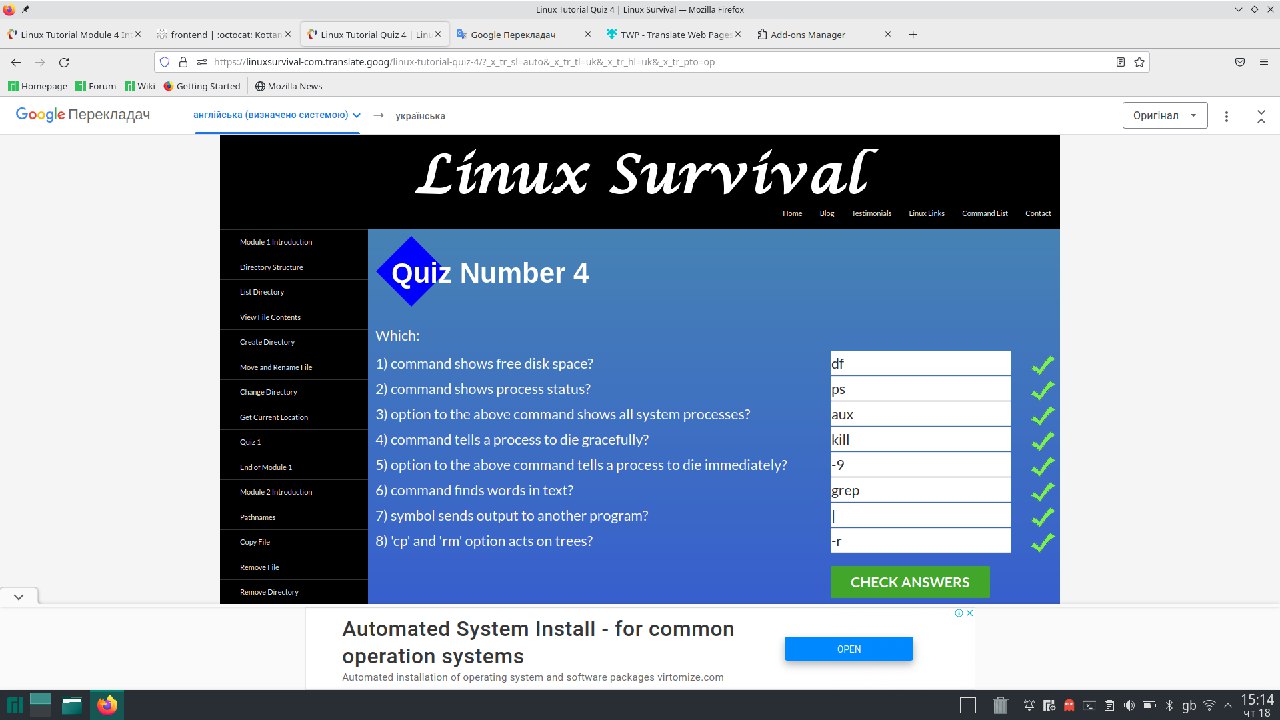 Linux Tutorial Quiz 4 | Linux Survival — Mozilla Firefox
Linux Tutorial Module 4 In
frontend | :octocat: Kottan
Linux Tutorial Quiz 4 | Linu
Google Перекладач
TWP - Translate Web Pages
Add-ons Manager
https://linuxsurvival-com.translate.goog/linux-tutorial-quiz-4/?_x_tr_sl=auto&_x_tr_tl=uk&_x_tr_hl=uk&_x_tr_pto=op
Homepage Forum Wiki Getting Started Mozilla News
Google Перекладач
англійська (визначено системою) → українська
Оригінал
Linux Survival
Home Blog Testimonials Linux Links Command List Contact
Module 1 Introduction
Directory Structure
List Directory
View File Contents
Create Directory
Move and Rename File
Change Directory
Get Current Location
Quiz 1
End of Module 1
Module 2 Introduction
Pathnames
Copy File
Remove File
Remove Directory
Quiz Number 4
Which:
1) command shows free disk space? df
2) command shows process status? ps
3) option to the above command shows all system processes? aux
4) command tells a process to die gracefully? kill
5) option to the above command tells a process to die immediately? -9
6) command finds words in text? grep
7) symbol sends output to another program? |
8) 'cp' and 'rm' option acts on trees? -r
CHECK ANSWERS
Automated System Install - for common
operation systems
Automated installation of operating system and software packages virtomize.com
OPEN
gb
15:14
чт 18